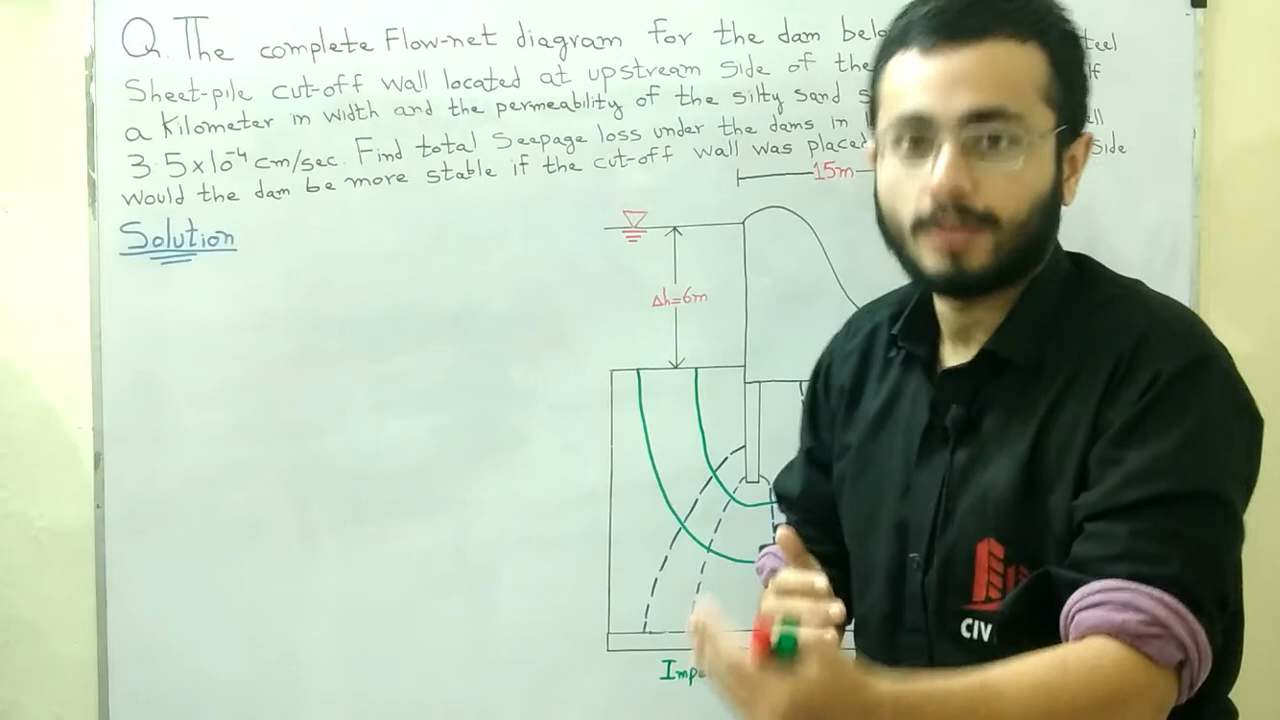 Q. The complete Flow-net diagram for the dam
Sheet-pile cut-off wall located at upstream side of the
a kilometer in width and the permeability of the silty sand
3.5x10⁻⁴ cm/sec. Find total seepage loss under the dams in
Would the dam be more stable if the cut-off wall was placed side
Solution
15m
Δh=6m
CIV